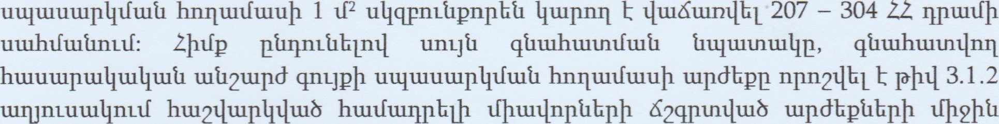 սպասարկման հողամասի 1 մ² սկզբունքորեն կարող է վաճառվել 207 – 304 ՀՀ դրամի
սահմանում: Հիմք ընդունելով սույն գնահատման նպատակը, գնահատվող
հասարակական անշարժ գույքի սպասարկման հողամասի արժեքը որոշվել է թիվ 3.1.2
աղյուսակում հաշվարկված համադրելի միավորների ճշգրտված արժեքների միջին